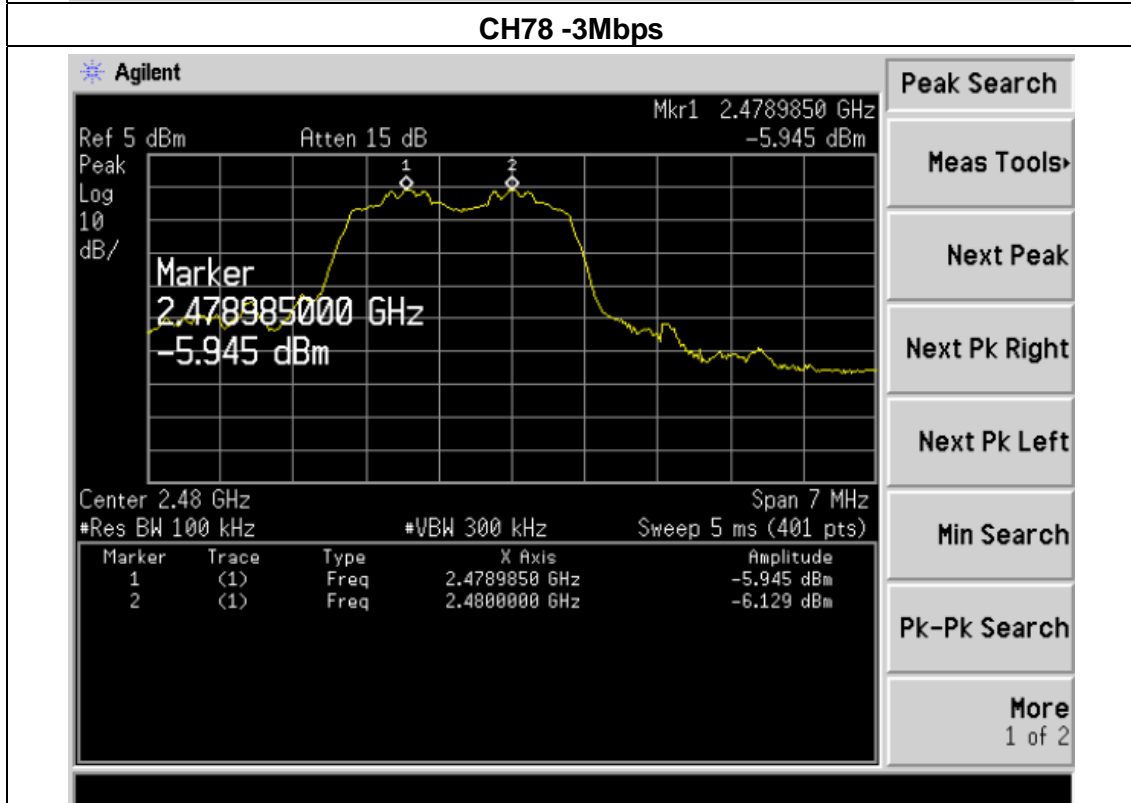 CH78 -3Mbps
Agilent
Peak Search
Mkr1 2.4789850 GHz
Ref 5 dBm Atten 15 dB -5.945 dBm
Peak
Log
10
dB/
1 2
Marker
2.478985000 GHz
-5.945 dBm
Center 2.48 GHz Span 7 MHz
#Res BW 100 kHz #VBW 300 kHz Sweep 5 ms (401 pts)
Marker Trace Type X Axis Amplitude
1 (1) Freq 2.4789850 GHz -5.945 dBm
2 (1) Freq 2.4800000 GHz -6.129 dBm
Meas Tools
Next Peak
Next Pk Right
Next Pk Left
Min Search
Pk-Pk Search
More
1 of 2